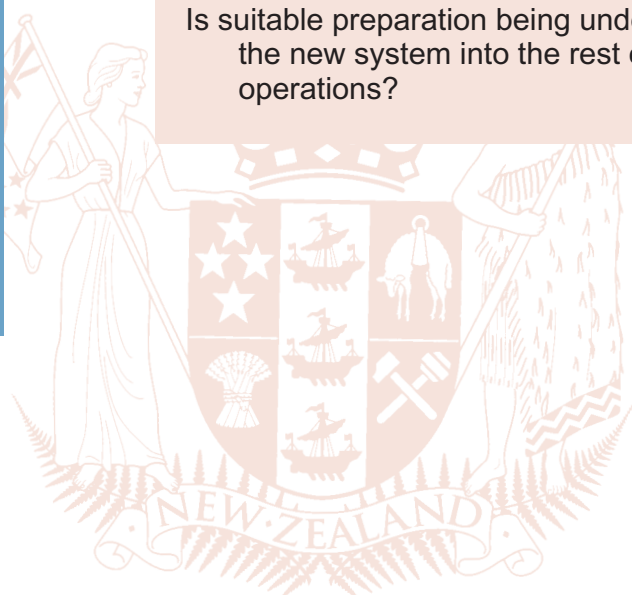 Is suitable preparation being unde
the new system into the rest o
operations?
NEW·ZEALAND